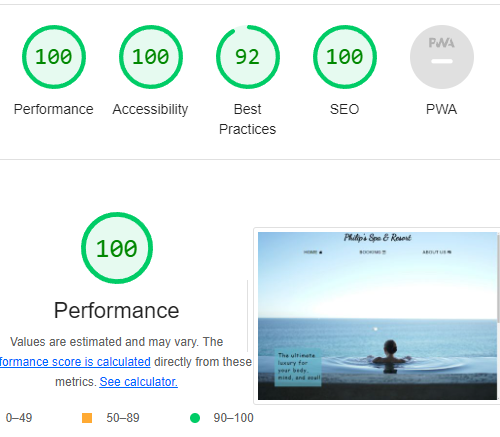 100
100
92
100
PWA
Performance
Accessibility
Best
Practices
SEO
PWA
100
Performance
Values are estimated and may vary. The
formance score is calculated directly from these
metrics. See calculator.
0–49
50–89
90–100
Philip's Spa & Resort
HOME
BOOKING
ABOUT US
The ultimate
luxury for
your body,
mind, and soul!